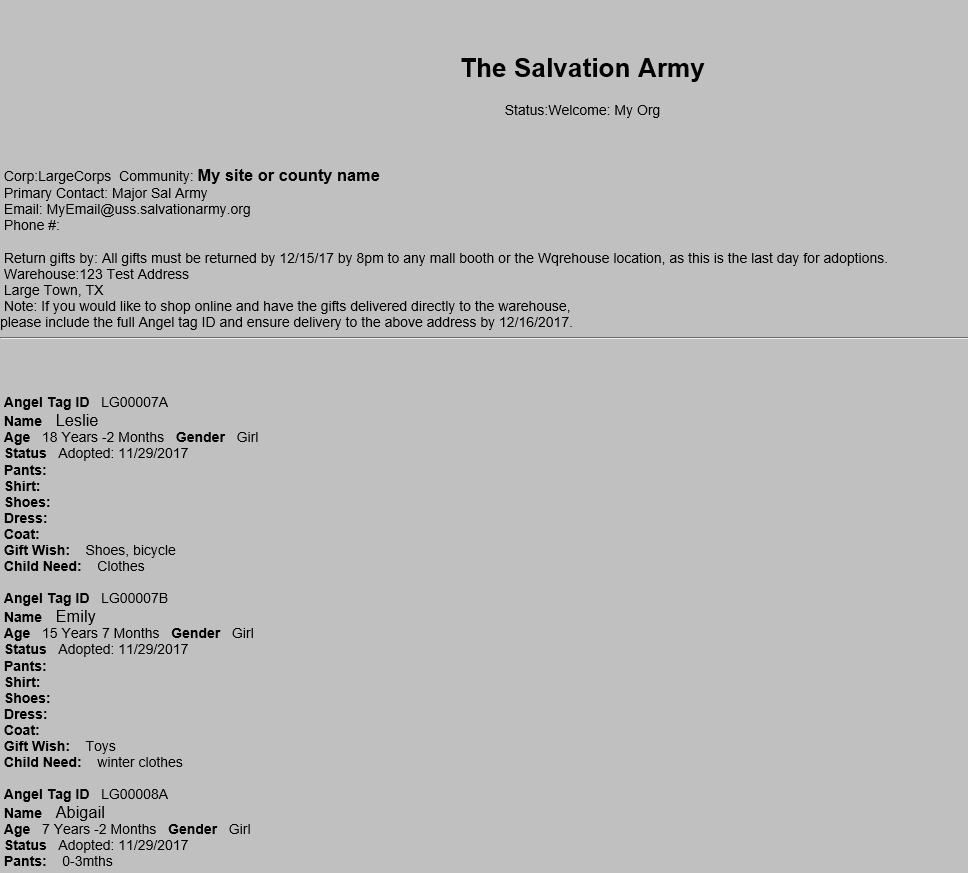 The Salvation Army
Status:Welcome: My Org
Corp:LargeCorps Community: My site or county name
Primary Contact: Major Sal Army
Email: MyEmail@uss.salvationarmy.org
Phone #:
Return gifts by: All gifts must be returned by 12/15/17 by 8pm to any mall booth or the Wqrehouse location, as this is the last day for adoptions.
Warehouse:123 Test Address
Large Town, TX
Note: If you would like to shop online and have the gifts delivered directly to the warehouse,
please include the full Angel tag ID and ensure delivery to the above address by 12/16/2017.
Angel Tag ID LG00007A
Name Leslie
Age 18 Years -2 Months Gender Girl
Status Adopted: 11/29/2017
Pants:
Shirt:
Shoes:
Dress:
Coat:
Gift Wish: Shoes, bicycle
Child Need: Clothes
Angel Tag ID LG00007B
Name Emily
Age 15 Years 7 Months Gender Girl
Status Adopted: 11/29/2017
Pants:
Shirt:
Shoes:
Dress:
Coat:
Gift Wish: Toys
Child Need: winter clothes
Angel Tag ID LG00008A
Name Abigail
Age 7 Years -2 Months Gender Girl
Status Adopted: 11/29/2017
Pants: 0-3mths